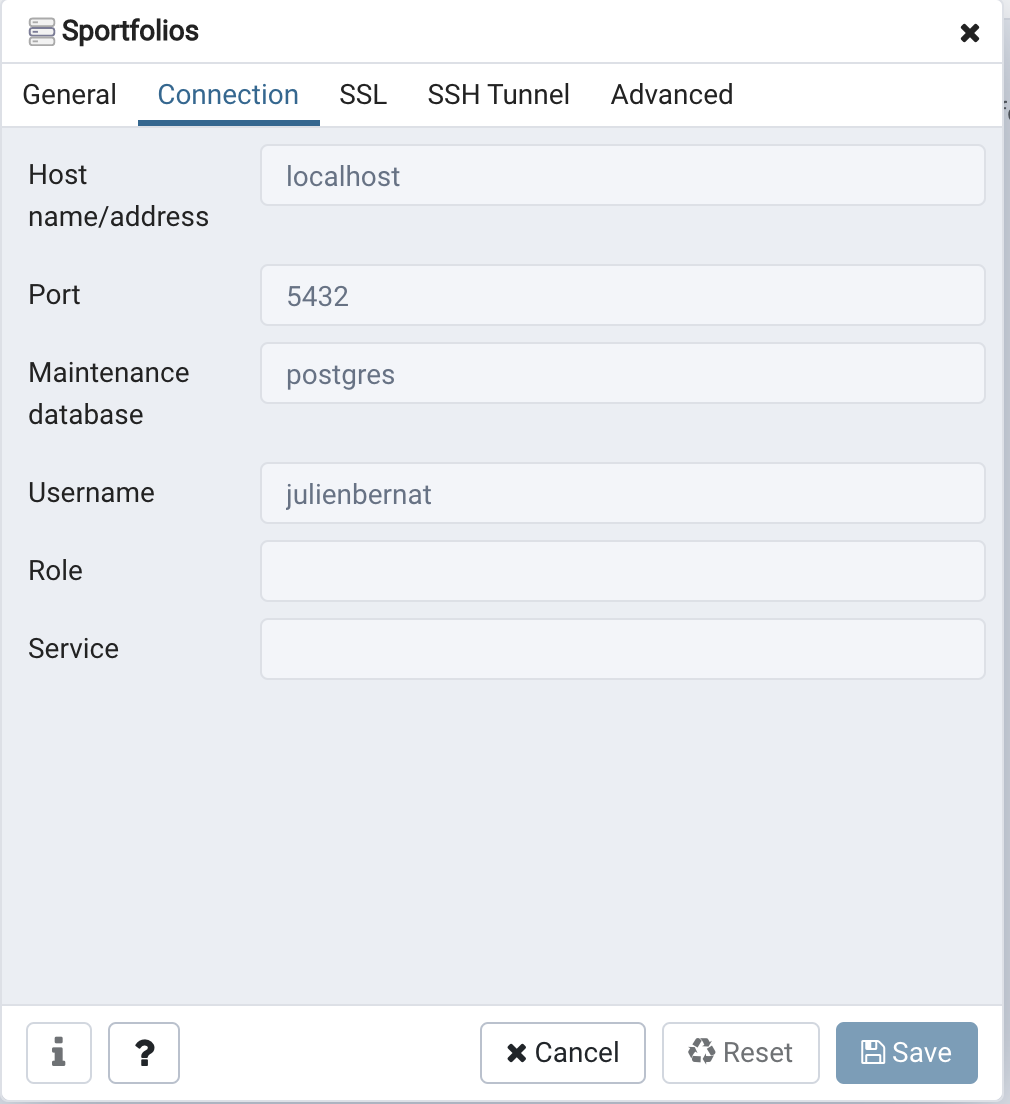 Sportfolios
General Connection SSL SSH Tunnel Advanced
Host name/address localhost
Port 5432
Maintenance database postgres
Username julienbernat
Role
Service
Cancel Reset Save